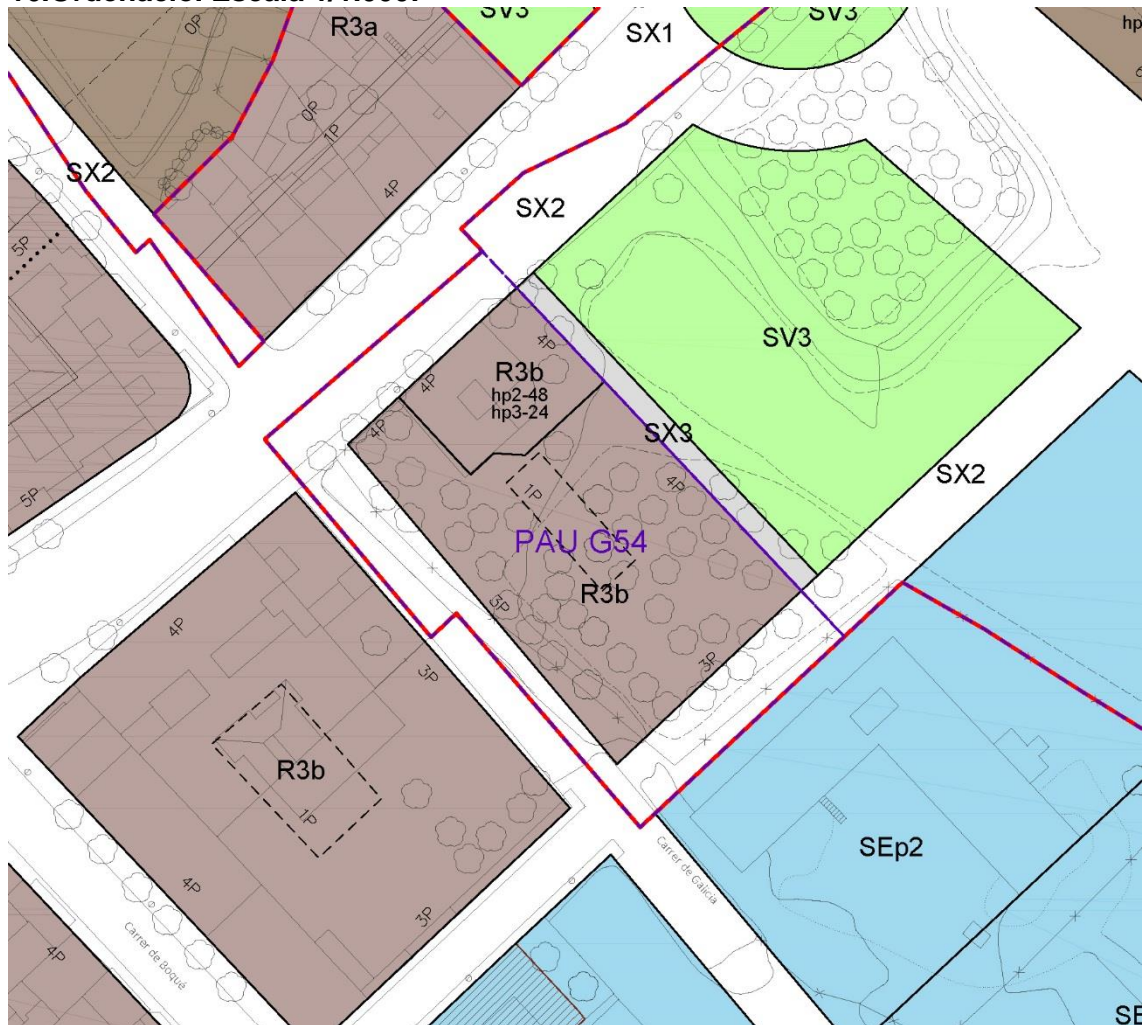 SV3
SV3
R3a
SX1
hp
0P
0P
1P
SX2
4P
SX2
5P
SV3
4P
R3b
hp2-48
hp3-24
4P
4P
SX3
4P
SX2
5P
1P
PAU G54
R3b
3P
4P
3P
3P
R3b
1P
SEp2
Carrer de Galícia
4P
3P
Carrer de Boqué
4P
SE